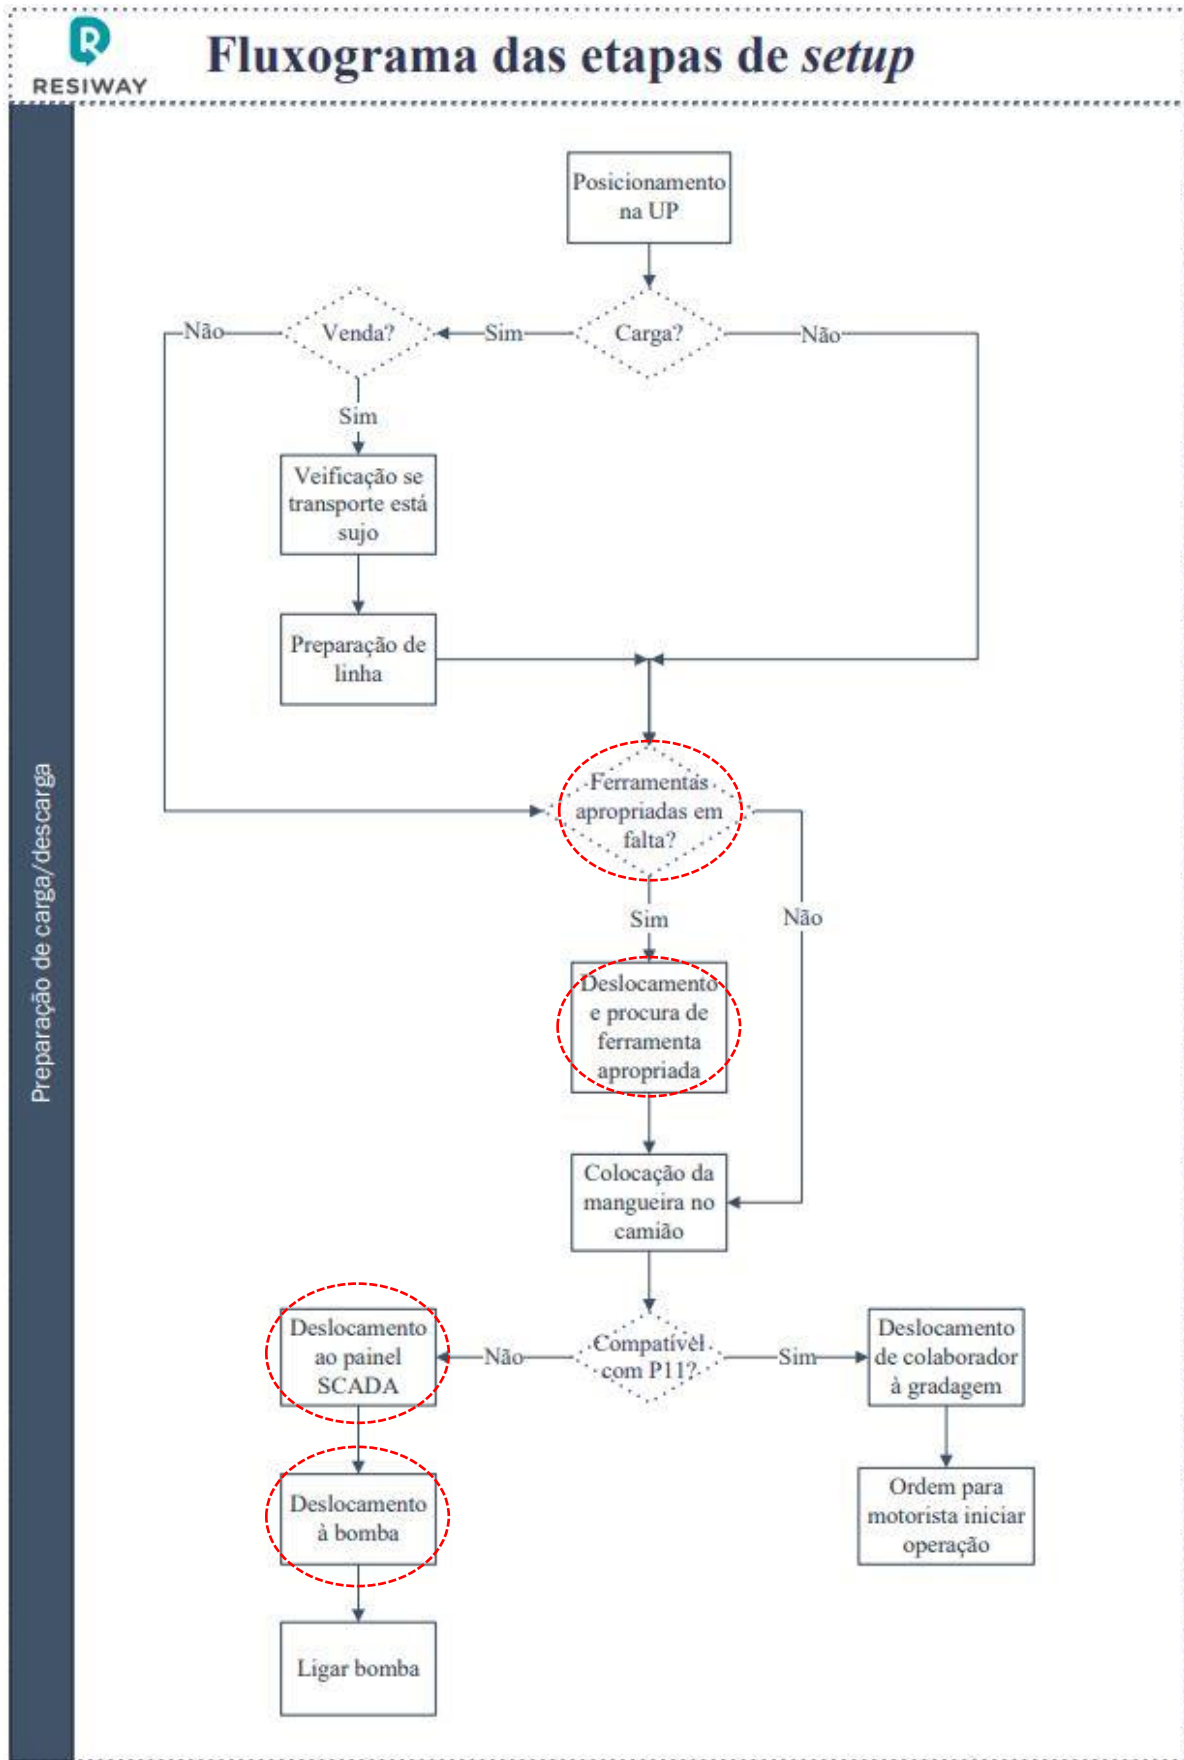 RESIWAY
Fluxograma das etapas de setup
Preparação de carga/descarga
Posicionamento
na UP
Não
Venda?
Sim
Carga?
Não
Sim
Veificação se
transporte está
sujo
Preparação de
linha
Ferramentas
apropriadas em
falta?
Sim
Não
Deslocamento
e procura de
ferramenta
apropriada
Colocação da
mangueira no
camião
Deslocamento
ao painel
SCADA
Não
Compatível
com P11?
Sim
Deslocamento
de colaborador
à gradagem
Deslocamento
à bomba
Ordem para
motorista iniciar
operação
Ligar bomba